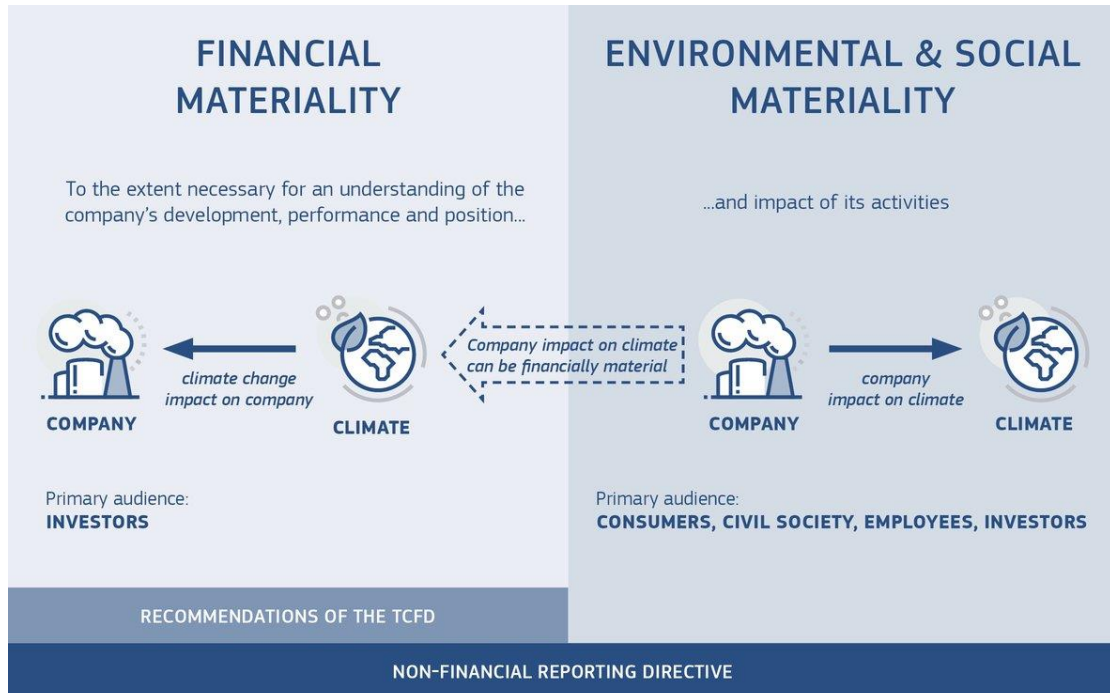 FINANCIAL
MATERIALITY
To the extent necessary for an understanding of the
company's development, performance and position...
COMPANY
climate change
impact on company
CLIMATE
Primary audience:
INVESTORS
RECOMMENDATIONS OF THE TCFD
Company impact on climate
can be financially material
ENVIRONMENTAL & SOCIAL
MATERIALITY
...and impact of its activities
COMPANY
company
impact on climate
CLIMATE
Primary audience:
CONSUMERS, CIVIL SOCIETY, EMPLOYEES, INVESTORS
NON-FINANCIAL REPORTING DIRECTIVE